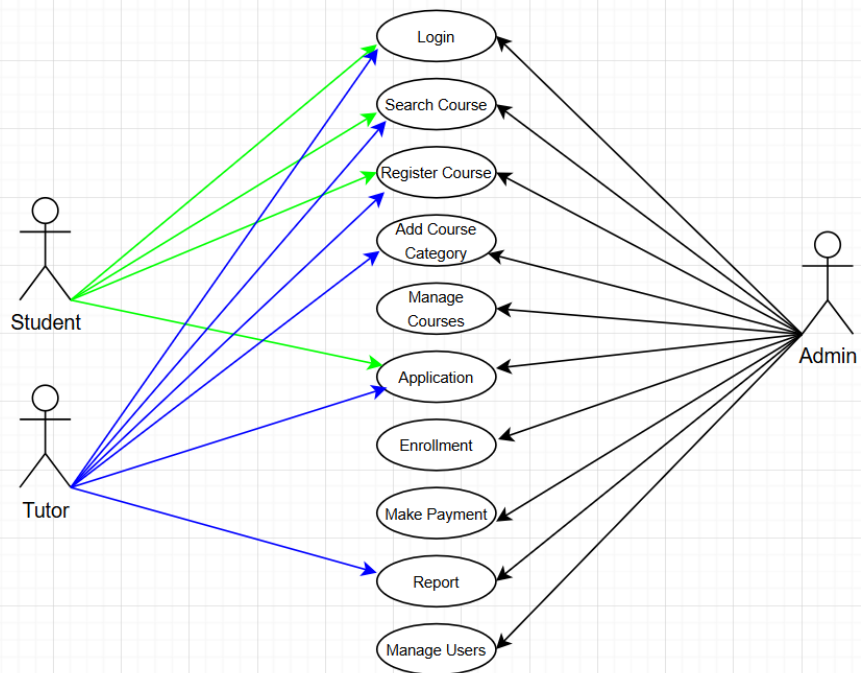 Login
Search Course
Register Course
Add Course
Category
Manage
Courses
Application
Enrollment
Make Payment
Report
Manage Users
Student
Tutor
Admin